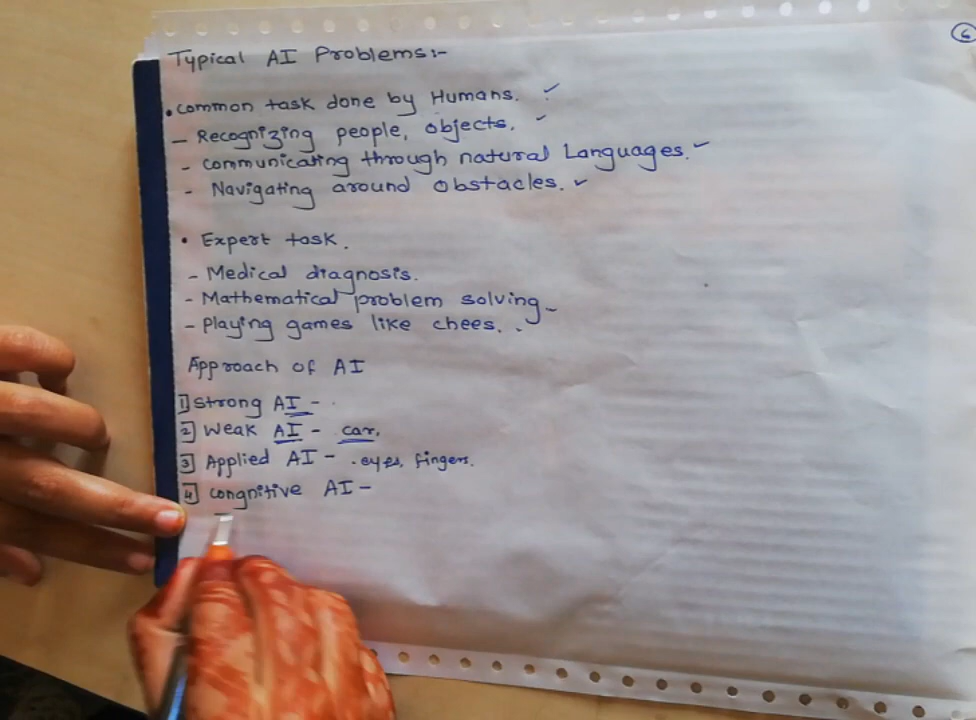 6
Typical AI Problems:-
• Common task done by Humans.
- Recognizing people, objects.
- Communicating through natural Languages.
- Navigating around obstacles.
• Expert task.
- Medical diagnosis.
- Mathematical problem solving
- Playing games like chees.
Approach of AI
1 Strong AI -
2 Weak AI - car.
3 Applied AI - eyes, fingers.
4 Congnitive AI -